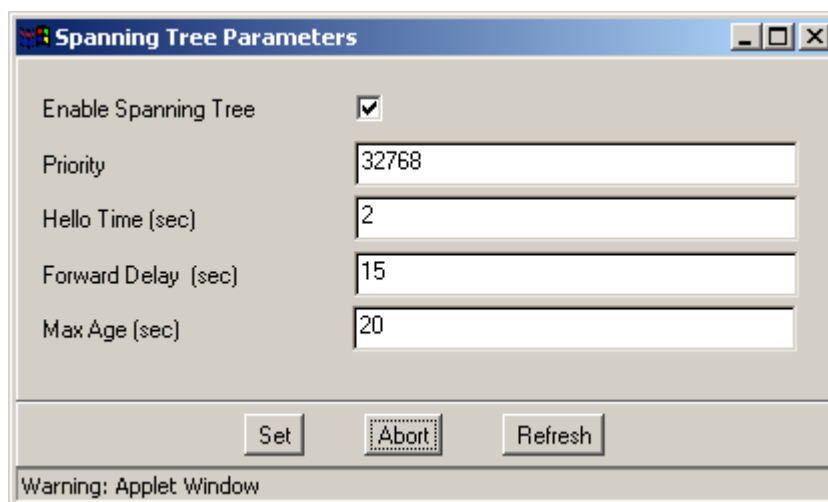 Spanning Tree Parameters
Enable Spanning Tree
Priority 32768
Hello Time (sec) 2
Forward Delay (sec) 15
Max Age (sec) 20
Set Abort Refresh
Warning: Applet Window